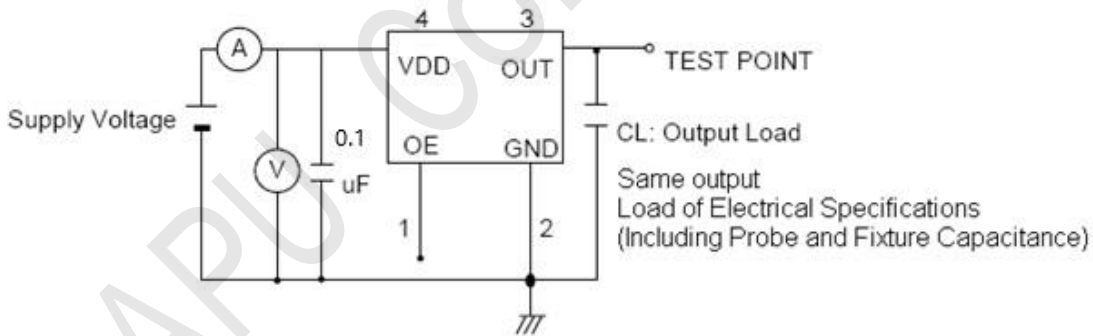 4 3
A
VDD OUT
TEST POINT
Supply Voltage
0.1
uF
V
OE GND
CL: Output Load
Same output
Load of Electrical Specifications
(Including Probe and Fixture Capacitance)
1 2